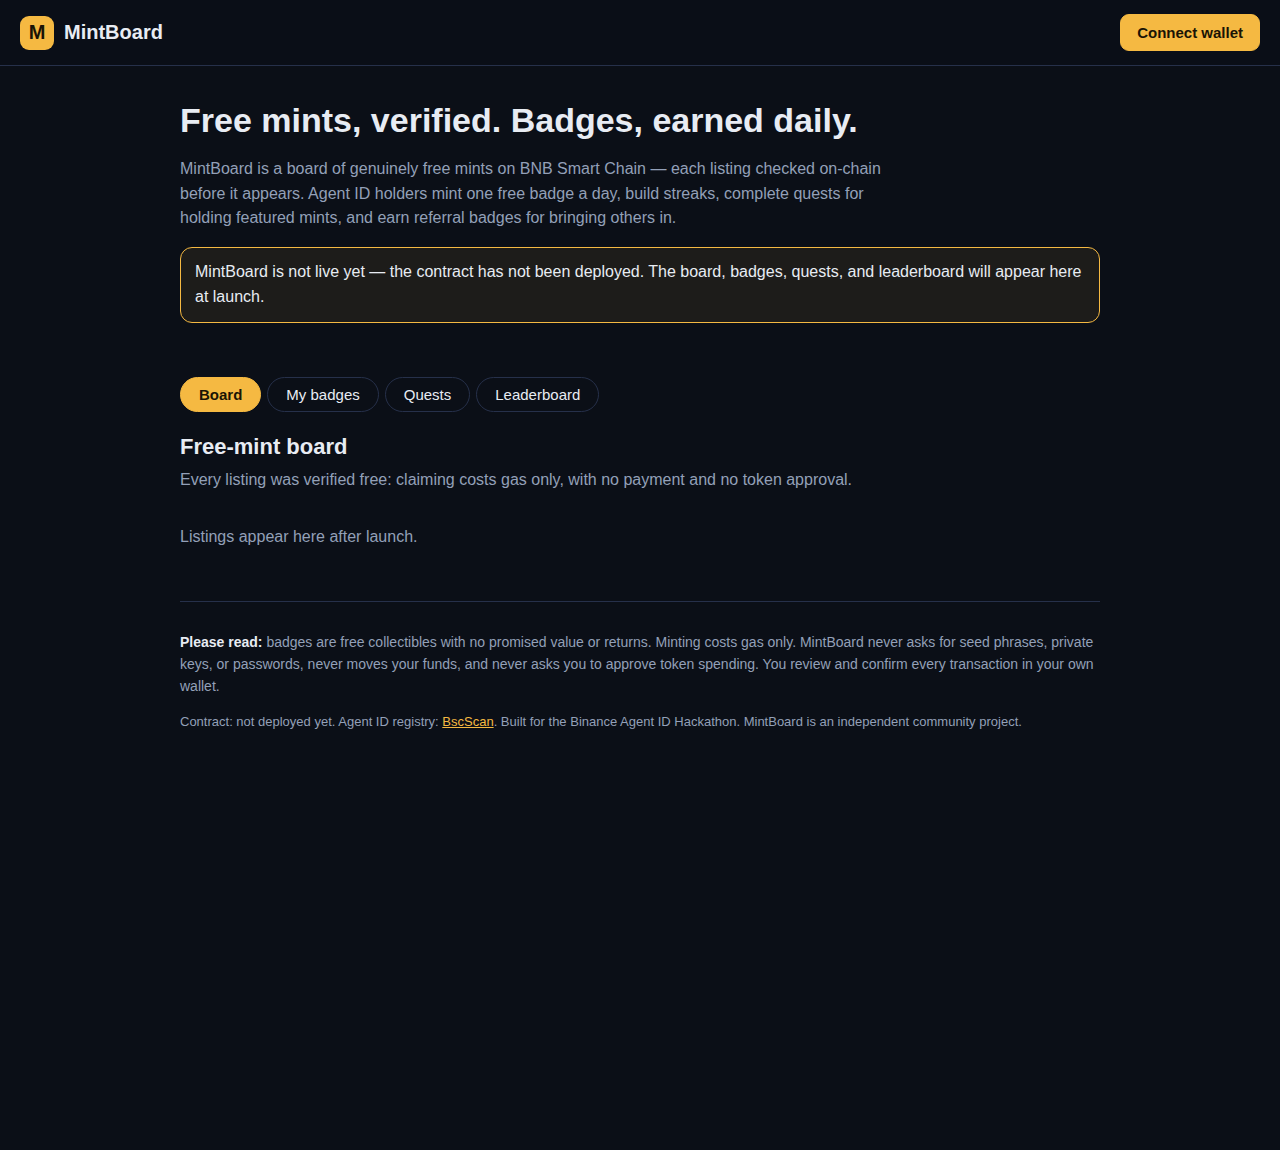 M MintBoard
Connect wallet
Free mints, verified. Badges, earned daily.
MintBoard is a board of genuinely free mints on BNB Smart Chain — each listing checked on-chain
before it appears. Agent ID holders mint one free badge a day, build streaks, complete quests for
holding featured mints, and earn referral badges for bringing others in.
MintBoard is not live yet — the contract has not been deployed. The board, badges, quests, and leaderboard will appear here
at launch.
Board My badges Quests Leaderboard
Free-mint board
Every listing was verified free: claiming costs gas only, with no payment and no token approval.
Listings appear here after launch.
Please read: badges are free collectibles with no promised value or returns. Minting costs gas only. MintBoard never asks for seed phrases, private
keys, or passwords, never moves your funds, and never asks you to approve token spending. You review and confirm every transaction in your own
wallet.
Contract: not deployed yet. Agent ID registry: BscScan. Built for the Binance Agent ID Hackathon. MintBoard is an independent community project.